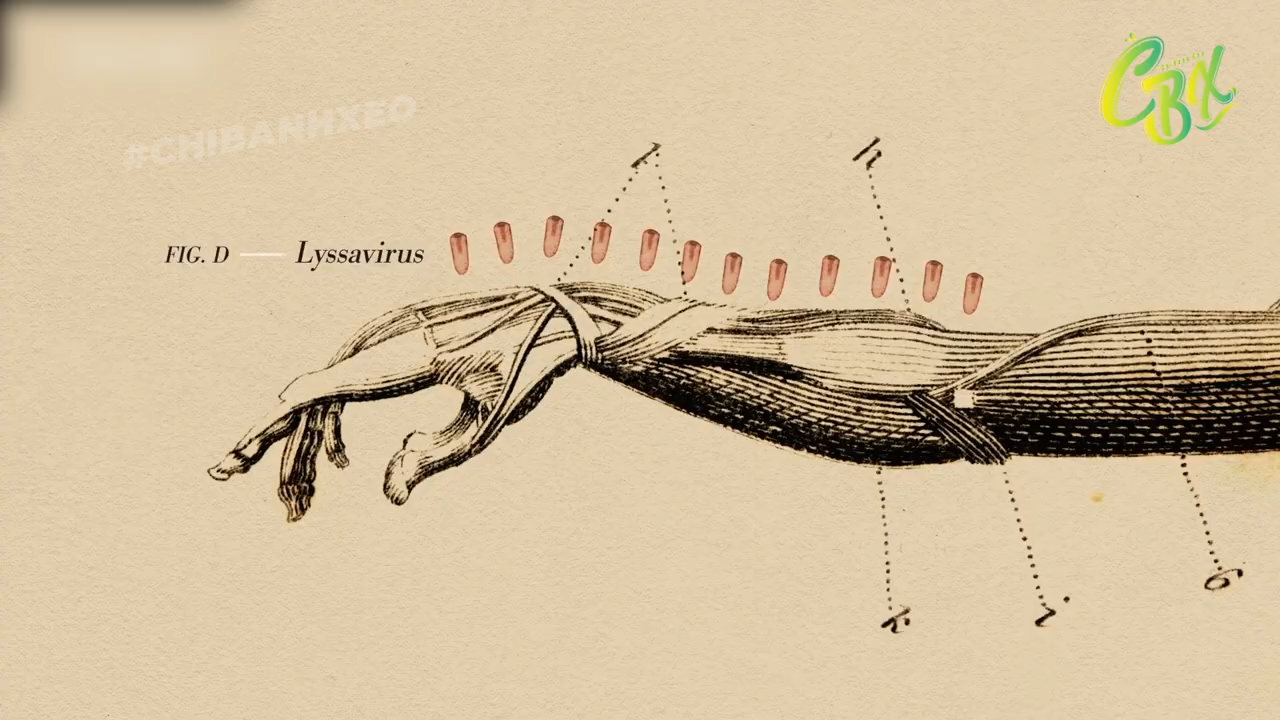 #CHIBANHXEO
CBX
FIG. D — Lyssavirus
h
k
i.